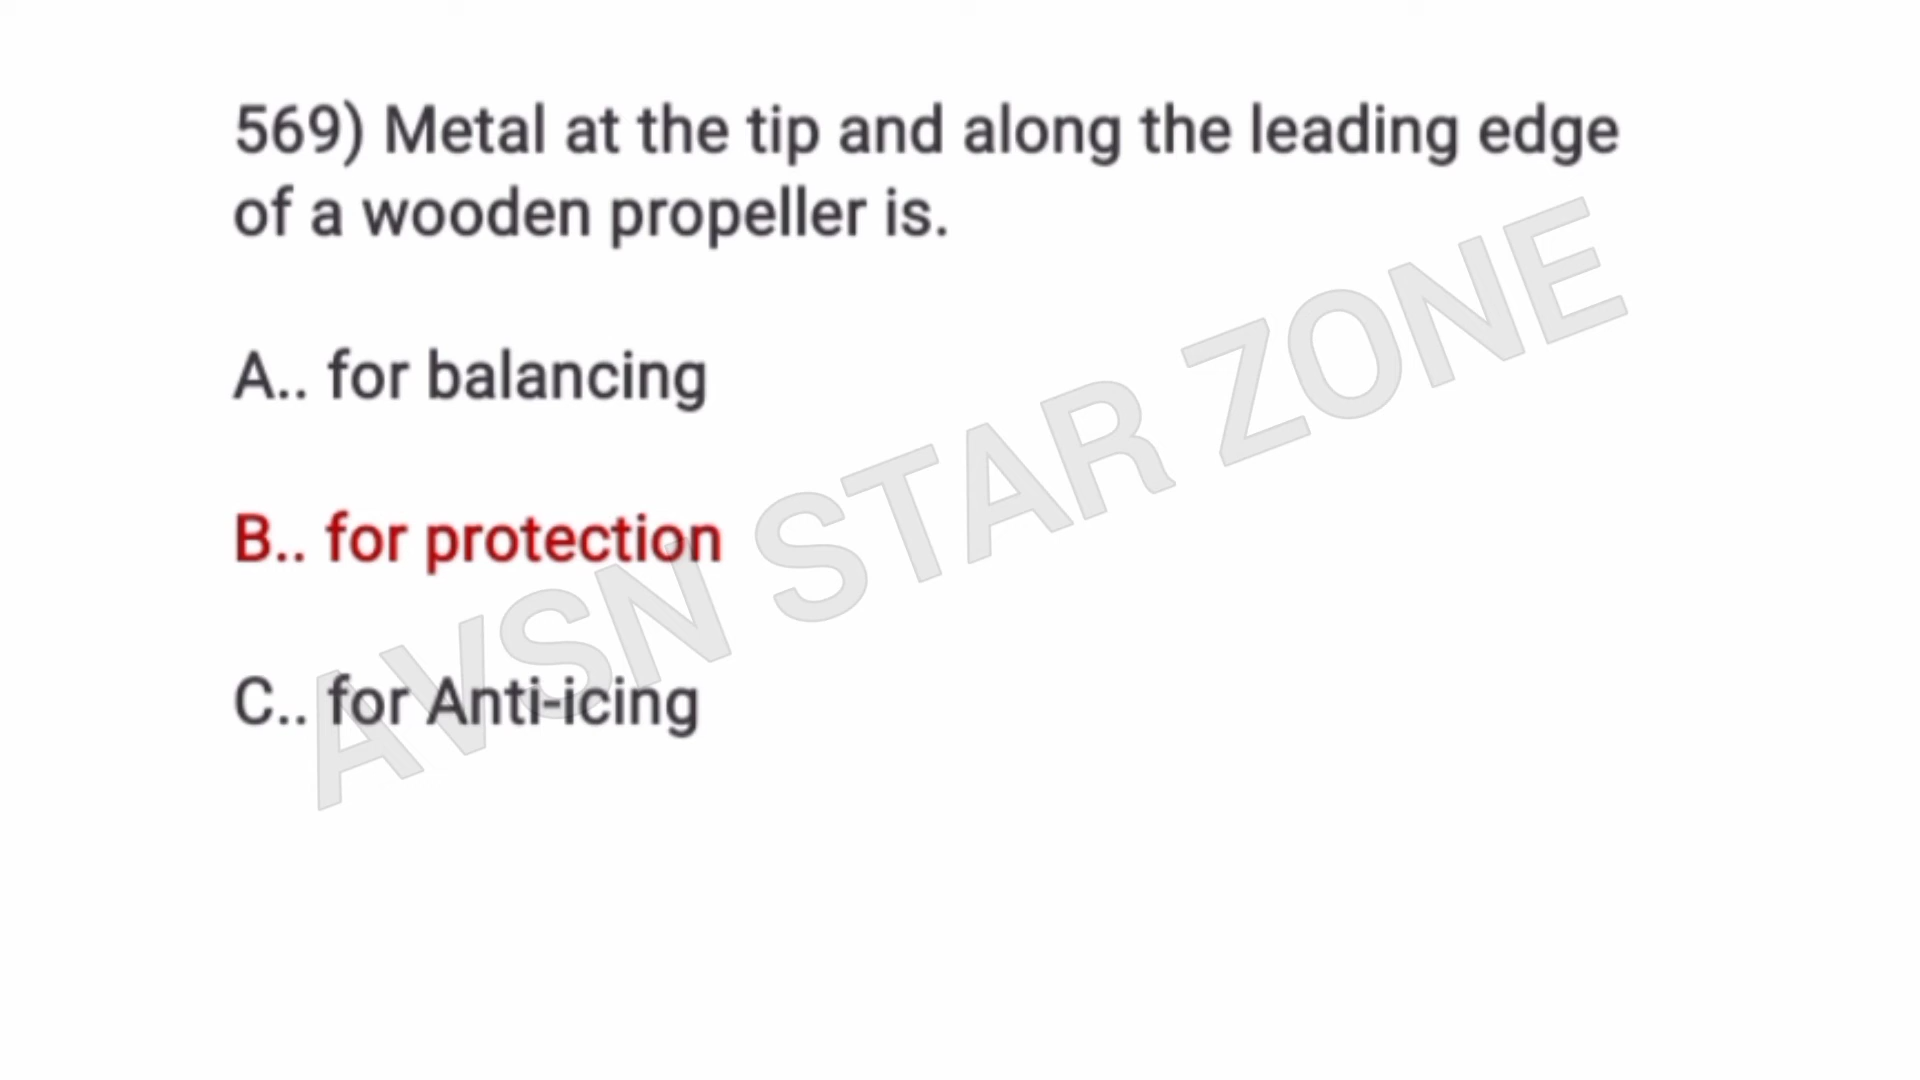 569) Metal at the tip and along the leading edge
of a wooden propeller is.
A.. for balancing
B.. for protection
C.. for Anti-icing
AVSN STAR ZONE